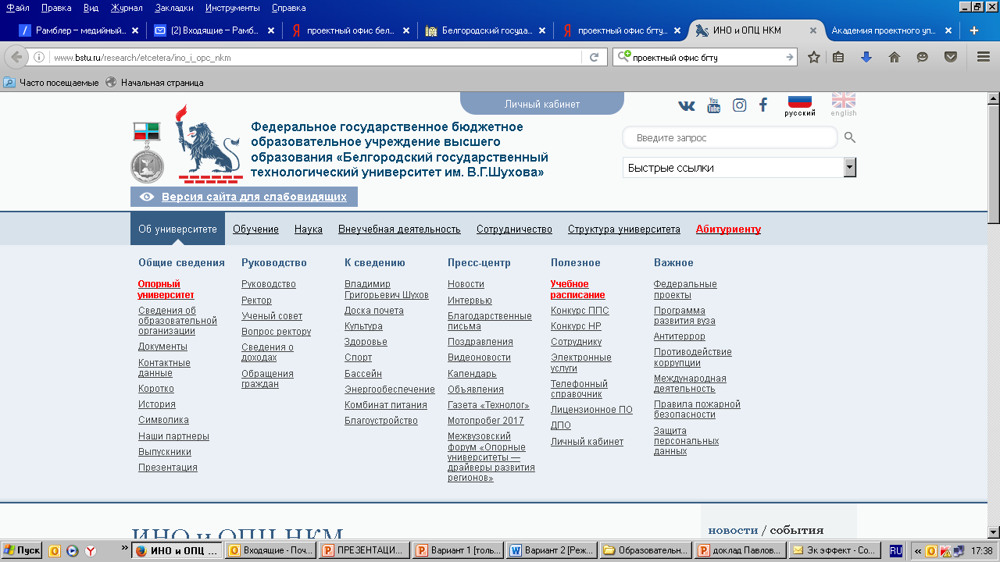 Файл Правка Вид Журнал Закладки Инструменты Справка
Рамблер – медийный... (2) Входящие – Рамб... проектный офис бел... Белгородский госуда... проектный офис бгту... ИНО и ОПЦ НКМ Академия проектного уп...
www.bstu.ru/research/etcetera/ino_i_opc_nkm проектный офис бгту
Часто посещаемые Начальная страница
Личный кабинет
русский english
Федеральное государственное бюджетное
образовательное учреждение высшего
образования «Белгородский государственный
технологический университет им. В.Г.Шухова»
Введите запрос
Быстрые ссылки
Версия сайта для слабовидящих
Об университете Обучение Наука Внеучебная деятельность Сотрудничество Структура университета Абитуриенту
Общие сведения
Опорный
университет
Сведения об
образовательной
организации
Документы
Контактные
данные
Коротко
История
Символика
Наши партнеры
Выпускники
Презентация
Руководство
Руководство
Ректор
Ученый совет
Вопрос ректору
Сведения о
доходах
Обращения
граждан
К сведению
Владимир
Григорьевич Шухов
Доска почета
Культура
Здоровье
Спорт
Бассейн
Энергообеспечение
Комбинат питания
Благоустройство
Пресс-центр
Новости
Интервью
Благодарственные
письма
Поздравления
Видеоновости
Календарь
Объявления
Газета «Технолог»
Мотопробег 2017
Межвузовский
форум «Опорные
университеты —
драйверы развития
регионов»
Полезное
Учебное
расписание
Конкурс ППС
Конкурс НР
Сотруднику
Электронные
услуги
Телефонный
справочник
Лицензионное ПО
ДПО
Личный кабинет
Важное
Федеральные
проекты
Программа
развития вуза
Антитеррор
Противодействие
коррупции
Международная
деятельность
Правила пожарной
безопасности
Защита
персональных
данных
ИНО и ОПЦ НКМ
новости / события
Пуск » ИНО и ОПЦ ... Входящие - Поч... ПРЕЗЕНТАЦИ... Вариант 1 [толь... Вариант 2 [Реж... Образовательн... доклад Павлов... Эк эффект - Со... RU « 17:38